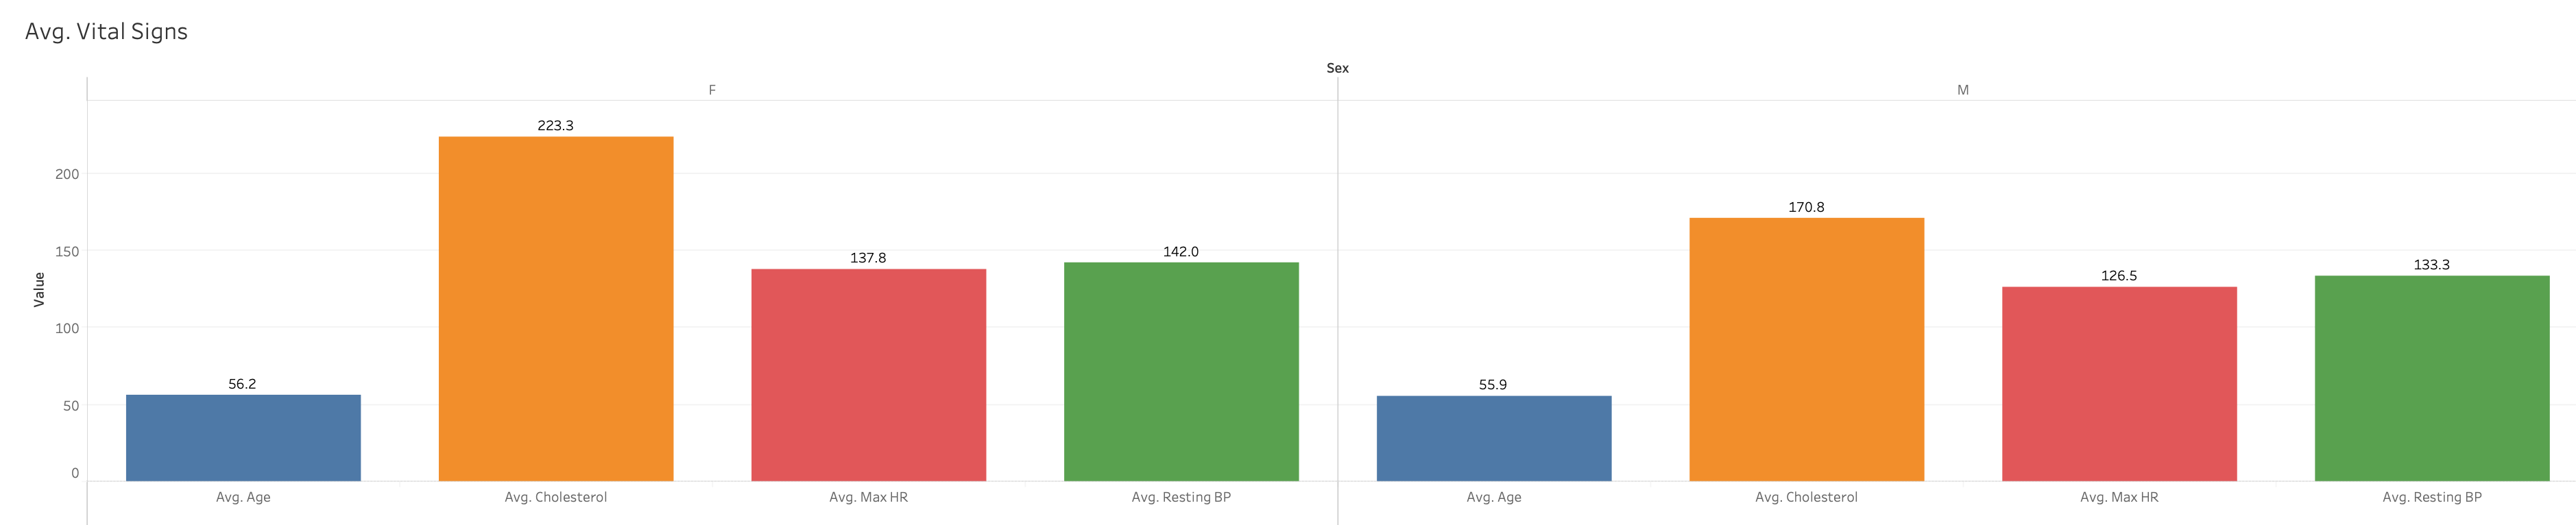 Avg. Vital Signs
Sex
F
M
Value
200
150
100
50
0
223.3
170.8
137.8
142.0
126.5
133.3
56.2
55.9
Avg. Age
Avg. Cholesterol
Avg. Max HR
Avg. Resting BP
Avg. Age
Avg. Cholesterol
Avg. Max HR
Avg. Resting BP